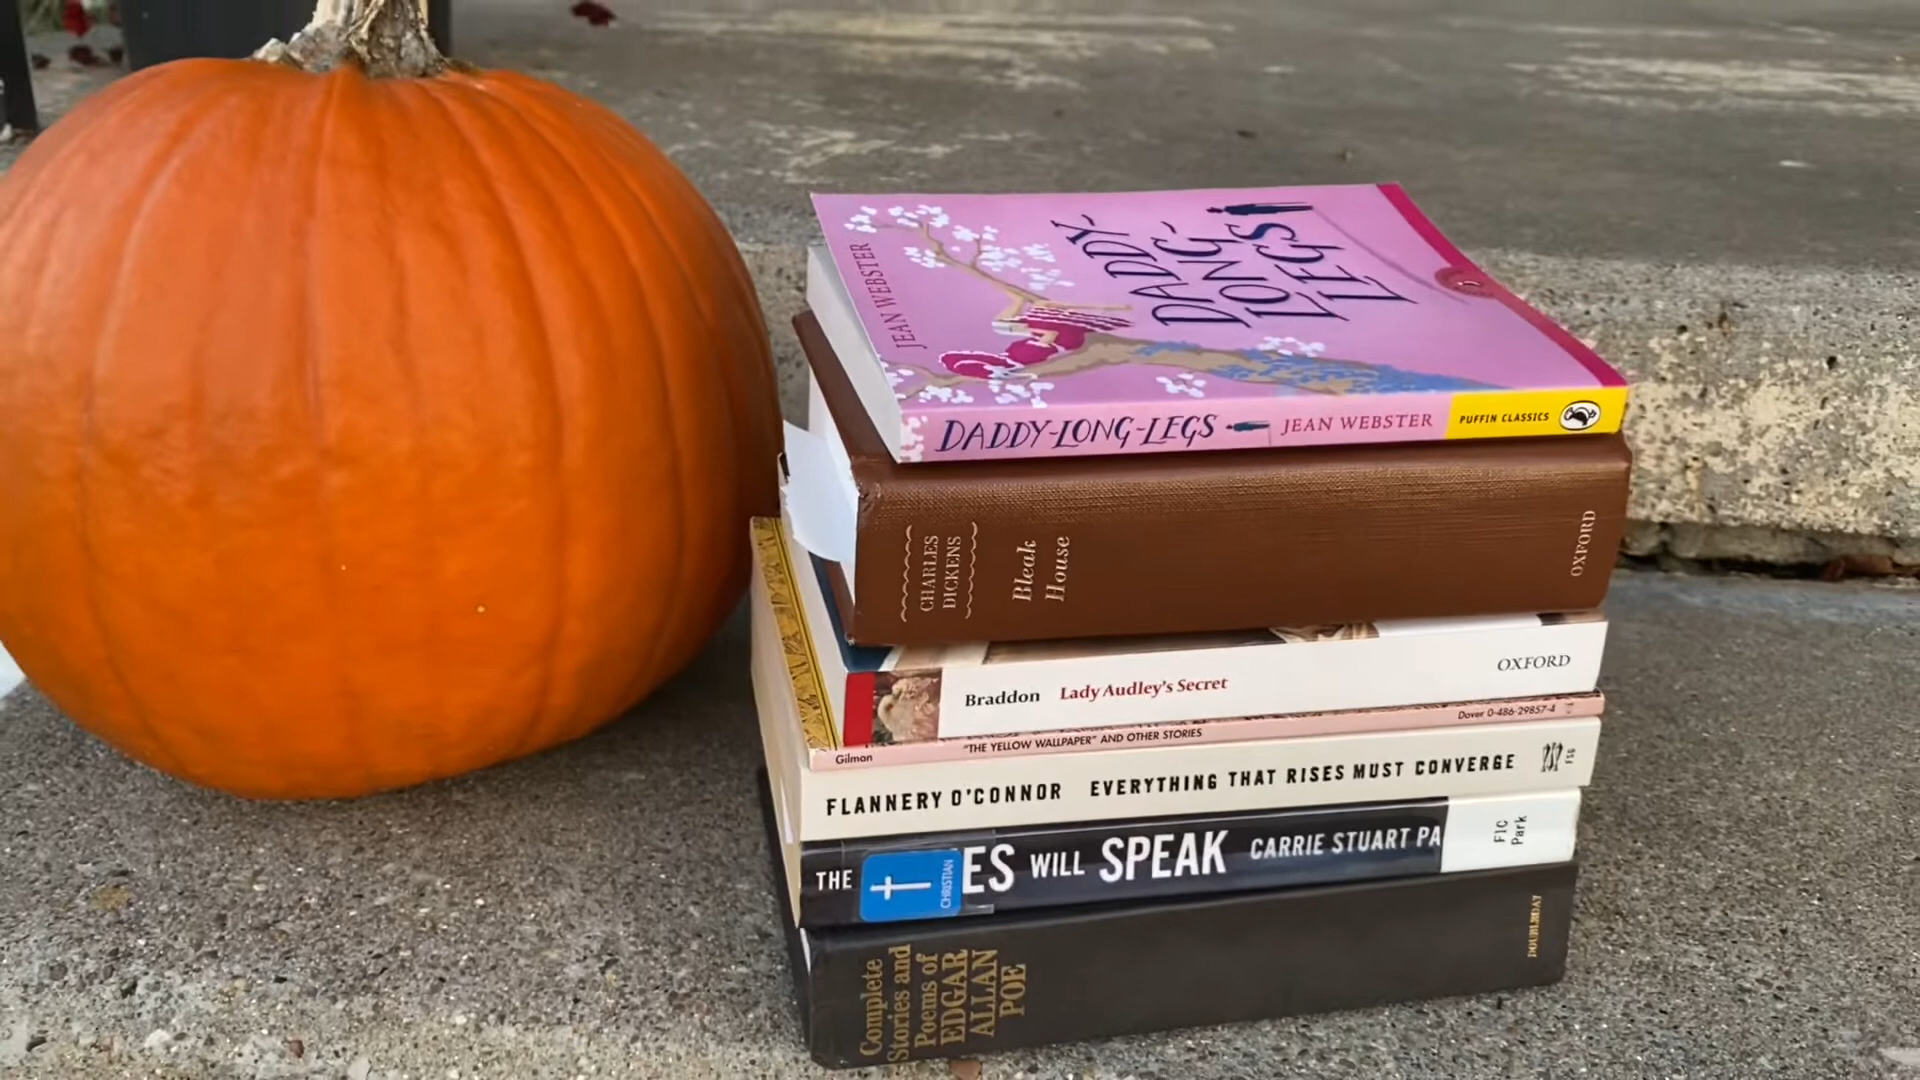 JEAN WEBSTER
DADDY-
LONG-
LEGS
DADDY-LONG-LEGS JEAN WEBSTER PUFFIN CLASSICS
CHARLES
DICKENS
Bleak
House
OXFORD
Braddon Lady Audley's Secret OXFORD
Gilman "THE YELLOW WALLPAPER" AND OTHER STORIES Dover 0-486-29857-4
FLANNERY O'CONNOR EVERYTHING THAT RISES MUST CONVERGE FSG
THE ES WILL SPEAK CARRIE STUART PA
CHRISTIAN
FIC
Park
Complete
Stories and
Poems of
EDGAR
ALLAN
POE
DOUBLEDAY